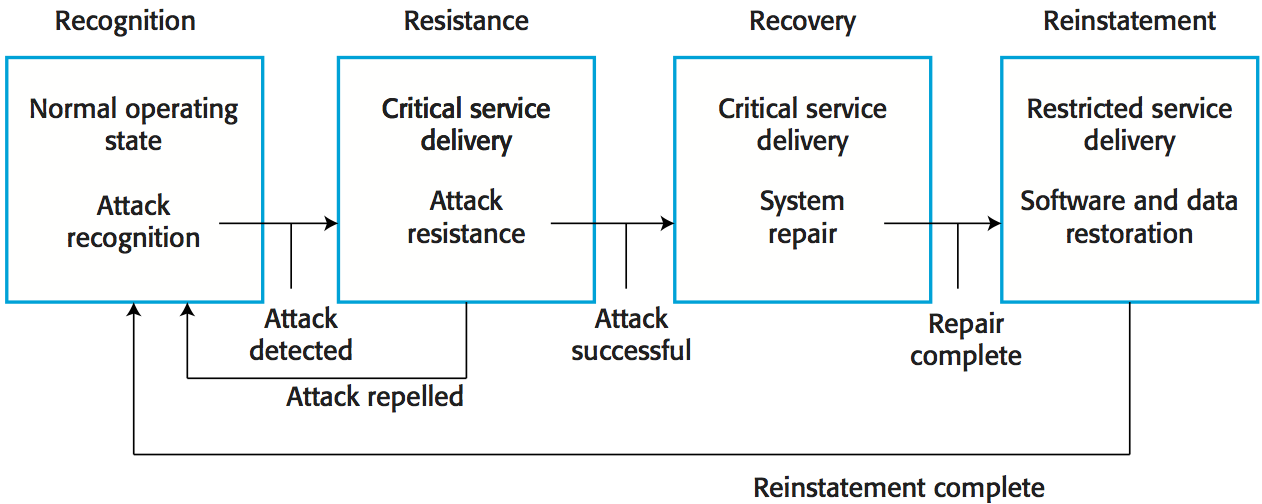 Recognition
Resistance
Recovery
Reinstatement
Normal operating
state
Attack
recognition
Critical service
delivery
Attack
resistance
Critical service
delivery
System
repair
Restricted service
delivery
Software and data
restoration
Attack
detected
Attack
successful
Repair
complete
Attack repelled
Reinstatement complete